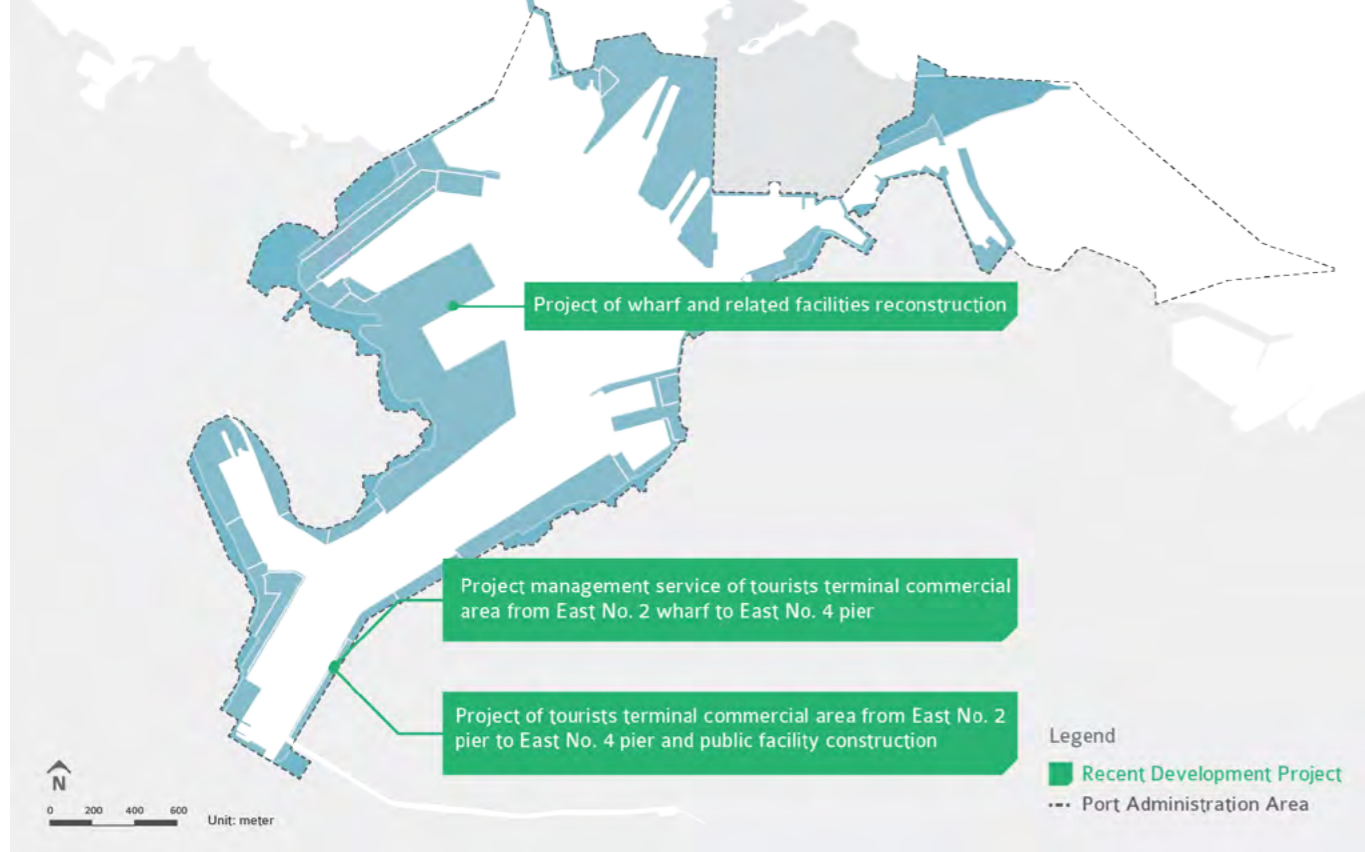 Project of wharf and related facilities reconstruction
Project management service of tourists terminal commercial
area from East No. 2 wharf to East No. 4 pier
Project of tourists terminal commercial area from East No. 2
pier to East No. 4 pier and public facility construction
Legend
Recent Development Project
Port Administration Area
N
0 200 400 600
Unit: meter